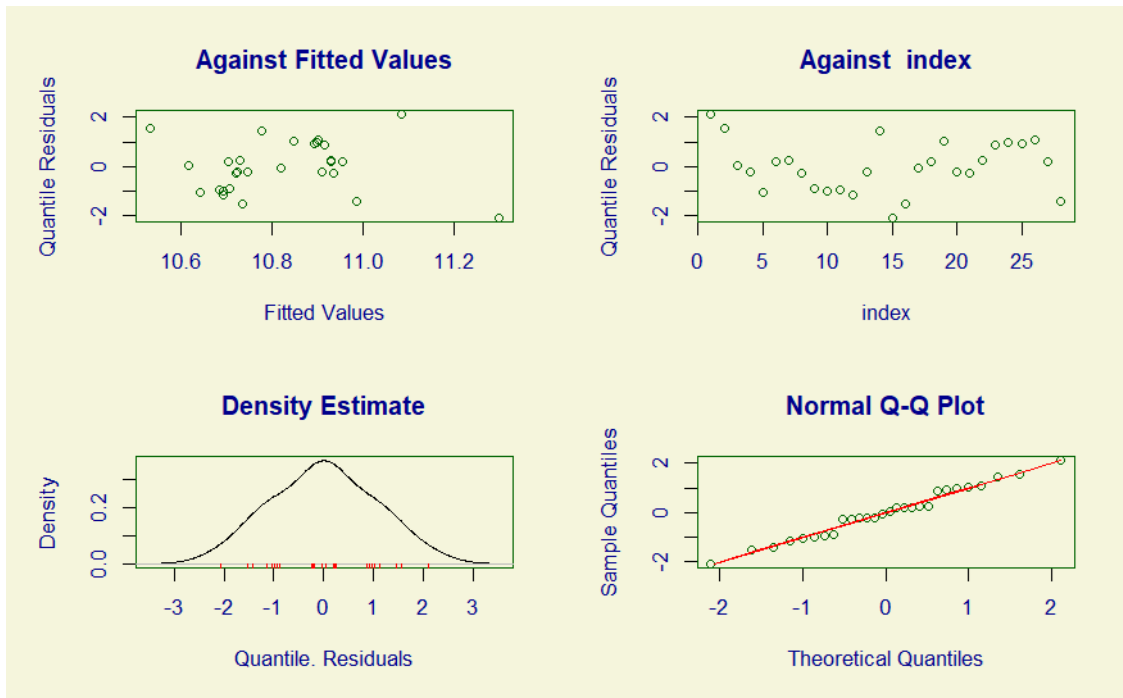 Against Fitted Values
Quantile Residuals
2
0
-2
10.6 10.8 11.0 11.2
Fitted Values
Against index
Quantile Residuals
2
0
-2
0 5 10 15 20 25
index
Density Estimate
Density
0.2
0.0
-3 -2 -1 0 1 2 3
Quantile. Residuals
Normal Q-Q Plot
Sample Quantiles
2
0
-2
-2 -1 0 1 2
Theoretical Quantiles